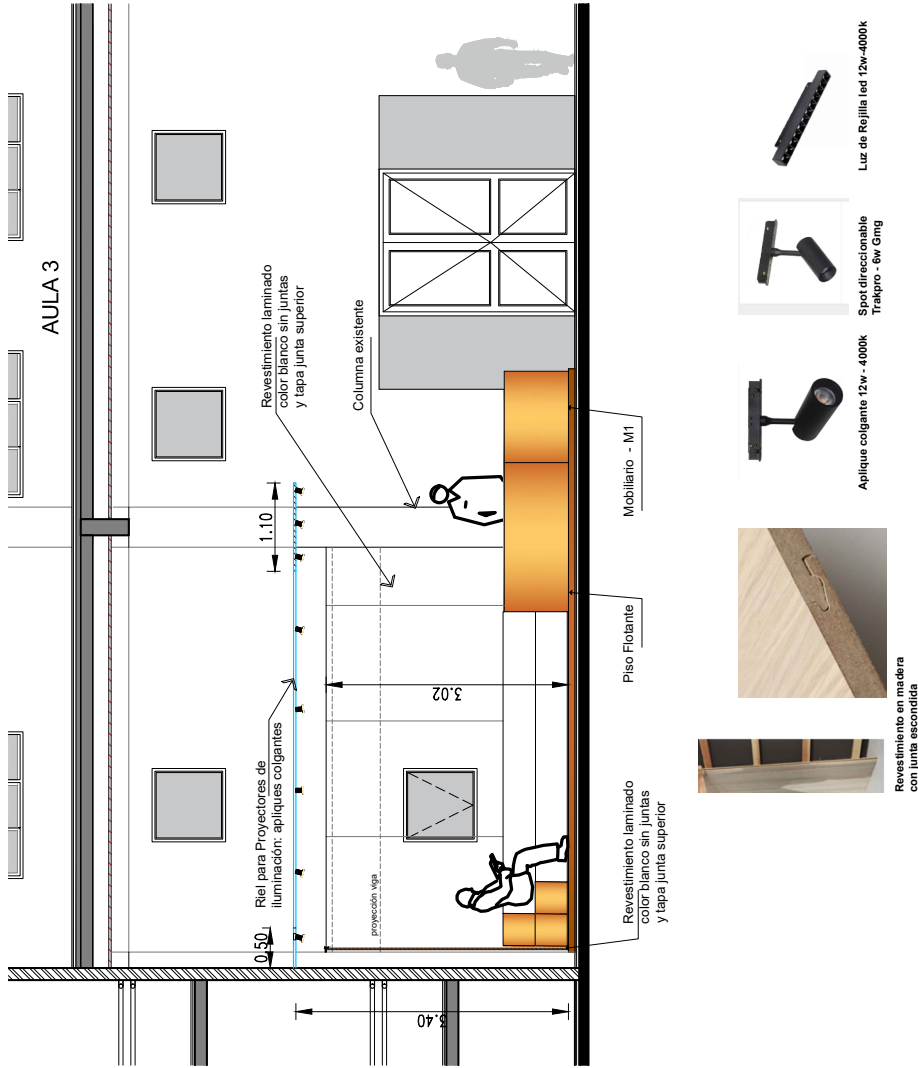 AULA 3
Revestimiento laminado
color blanco sin juntas
y tapa junta superior
Columna existente
1.10
Riel para Proyectores de
iluminación: apliques colgantes
0.50
3.02
proyección viga
3.40
Revestimiento laminado
color blanco sin juntas
y tapa junta superior
Piso Flotante
Mobiliario - M1
Revestimiento en madera
con junta escondida
Aplique colgante 12w - 4000k
Spot direccionable
Trakpro - 6w Gmg
Luz de Rejilla led 12w-4000k